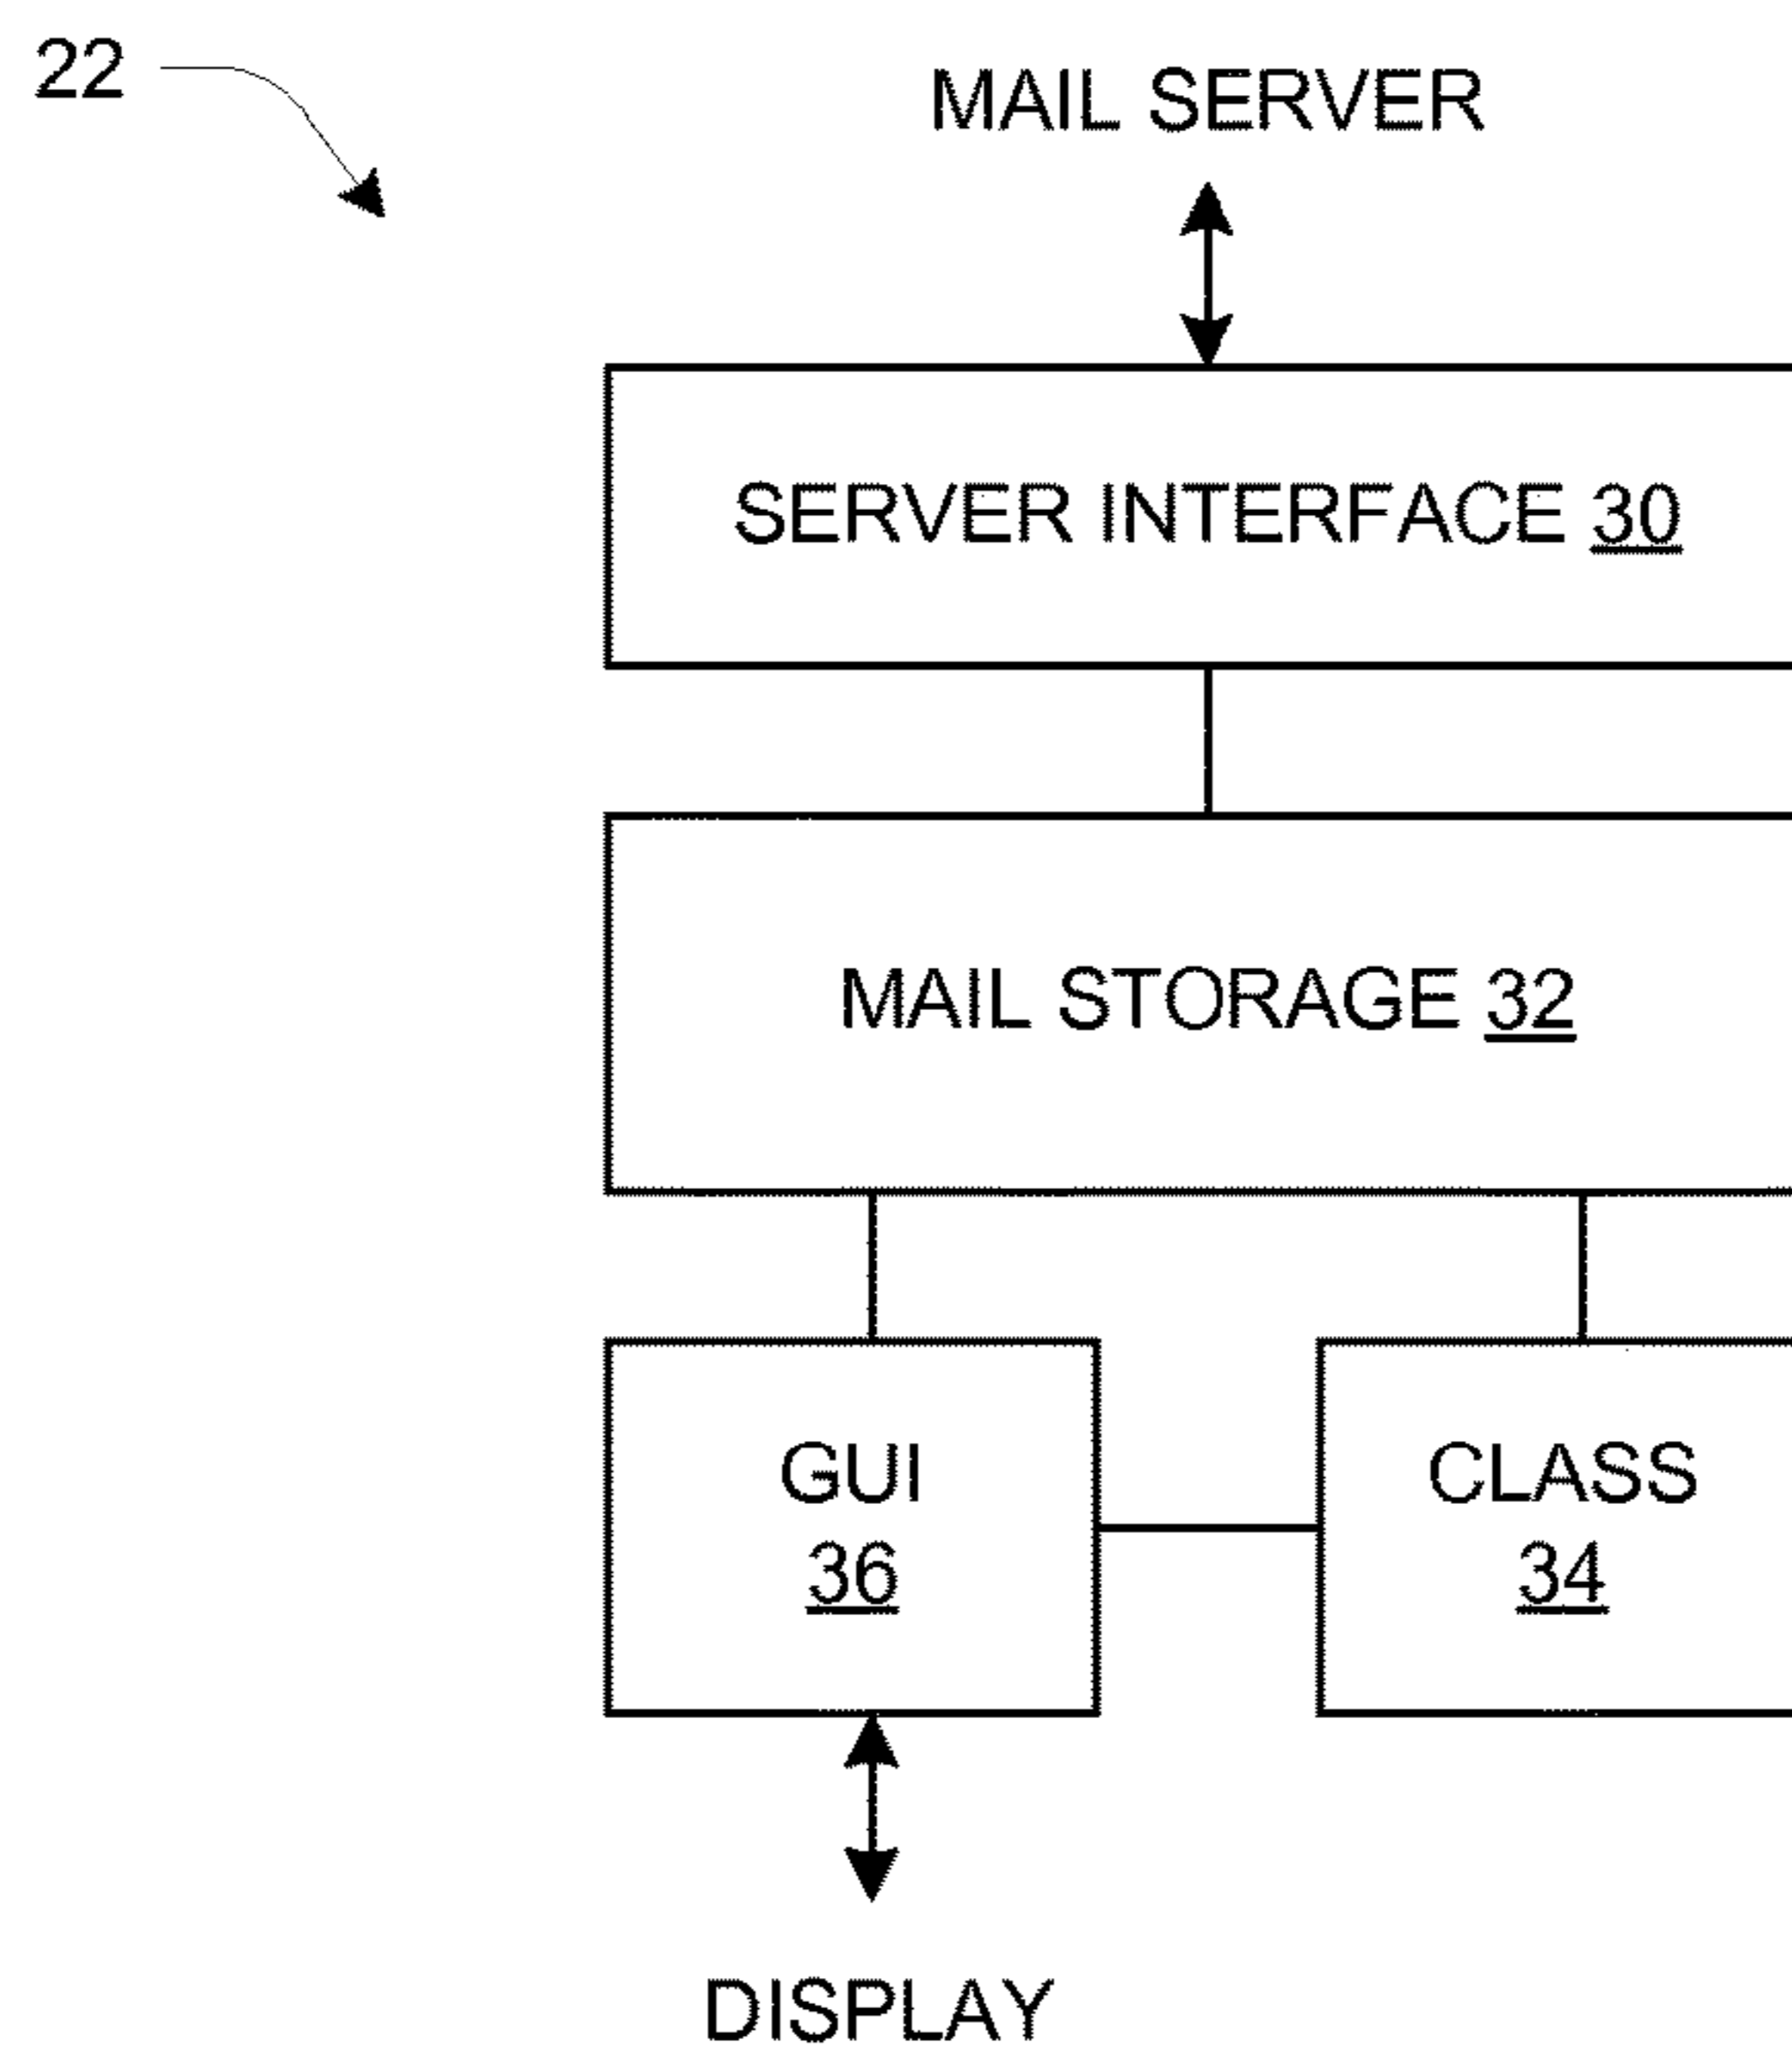 22
MAIL SERVER
SERVER INTERFACE 30
MAIL STORAGE 32
GUI
36
CLASS
34
DISPLAY